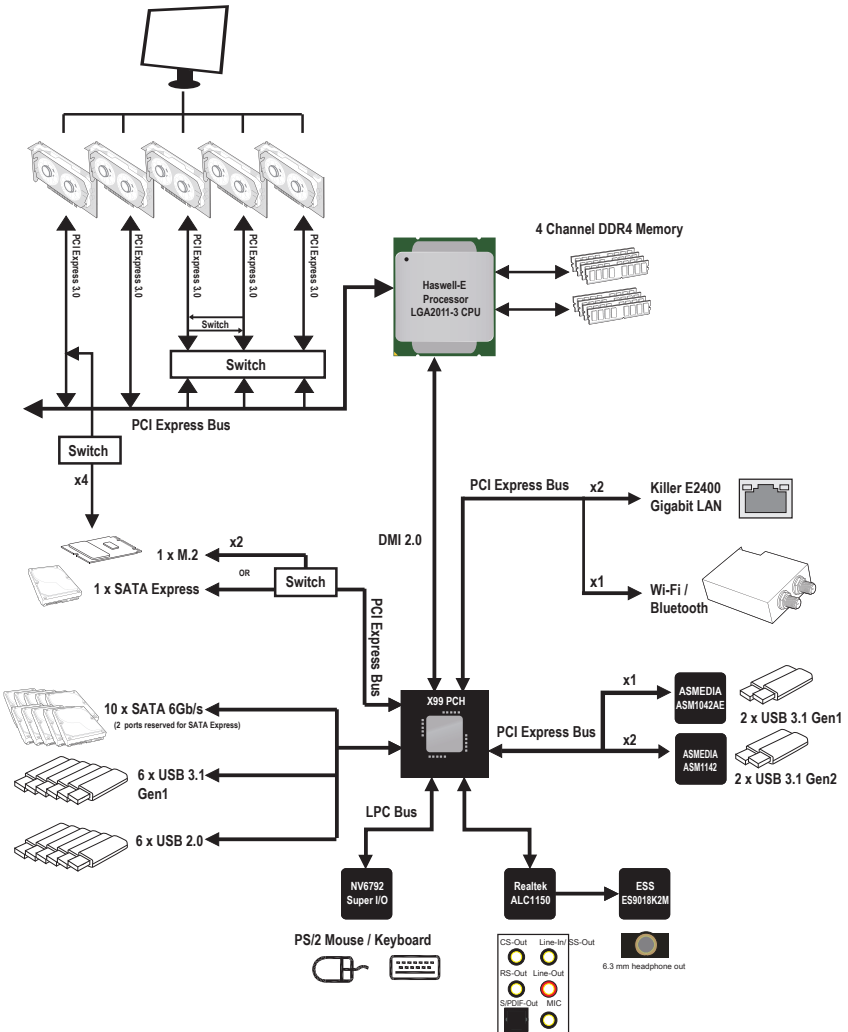 PCI Express 3.0
PCI Express 3.0
PCI Express 3.0
PCI Express 3.0
PCI Express 3.0
Switch
Switch
4 Channel DDR4 Memory
Haswell-E
Processor
LGA2011-3 CPU
PCI Express Bus
Switch
x4
DMI 2.0
PCI Express Bus
x2
Killer E2400
Gigabit LAN
x1
Wi-Fi /
Bluetooth
1 x M.2
x2
OR
1 x SATA Express
Switch
PCI Express Bus
X99 PCH
10 x SATA 6Gb/s
(2 ports reserved for SATA Express)
6 x USB 3.1
Gen1
6 x USB 2.0
PCI Express Bus
x1
ASMEDIA
ASM1042AE
2 x USB 3.1 Gen1
x2
ASMEDIA
ASM1142
2 x USB 3.1 Gen2
LPC Bus
NV6792
Super I/O
PS/2 Mouse / Keyboard
Realtek
ALC1150
ESS
ES9018K2M
6.3 mm headphone out
CS-Out Line-In/ SS-Out
RS-Out Line-Out
S/PDIF-Out MIC